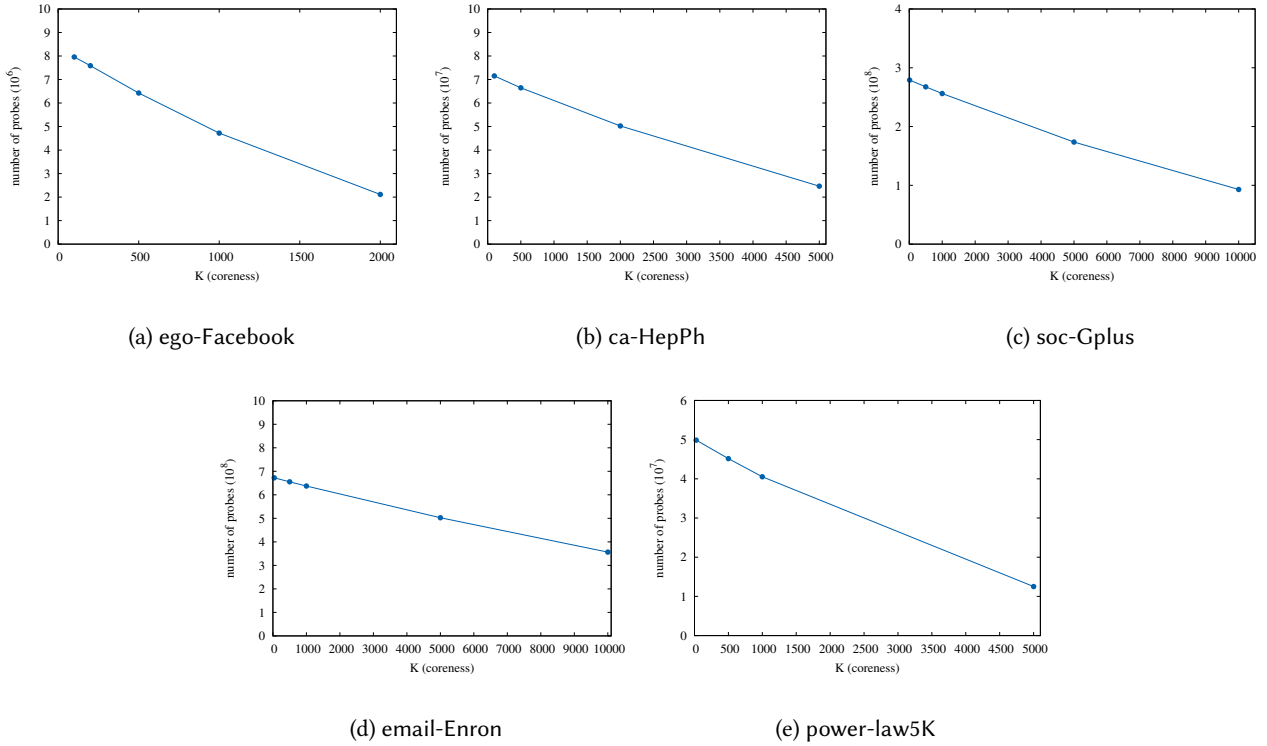 10
9
8
7
6
5
4
3
2
1
0
number of probes (10^6)
0 500 1000 1500 2000
K (coreness)
(a) ego-Facebook
10
9
8
7
6
5
4
3
2
1
0
number of probes (10^7)
0 500 1000 1500 2000 2500 3000 3500 4000 4500 5000
K (coreness)
(b) ca-HepPh
4
3
2
1
0
number of probes (10^8)
0 1000 2000 3000 4000 5000 6000 7000 8000 9000 10000
K (coreness)
(c) soc-Gplus
10
9
8
7
6
5
4
3
2
1
0
number of probes (10^8)
0 1000 2000 3000 4000 5000 6000 7000 8000 9000 10000
K (coreness)
(d) email-Enron
6
5
4
3
2
1
0
number of probes (10^7)
0 500 1000 1500 2000 2500 3000 3500 4000 4500 5000
K (coreness)
(e) power-law5K